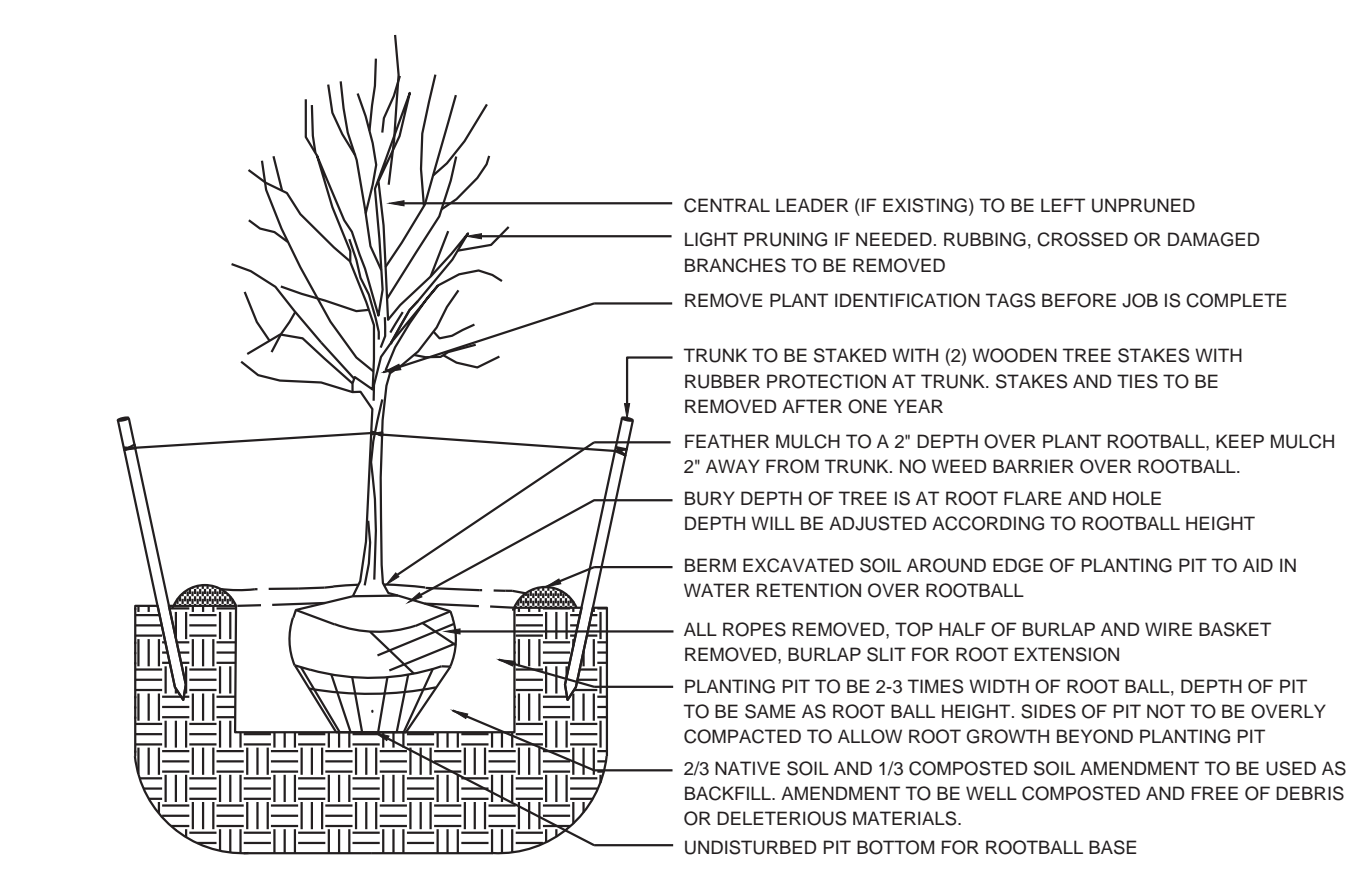 CENTRAL LEADER (IF EXISTING) TO BE LEFT UNPRUNED
LIGHT PRUNING IF NEEDED. RUBBING, CROSSED OR DAMAGED
BRANCHES TO BE REMOVED
REMOVE PLANT IDENTIFICATION TAGS BEFORE JOB IS COMPLETE
TRUNK TO BE STAKED WITH (2) WOODEN TREE STAKES WITH
RUBBER PROTECTION AT TRUNK. STAKES AND TIES TO BE
REMOVED AFTER ONE YEAR
FEATHER MULCH TO A 2" DEPTH OVER PLANT ROOTBALL, KEEP MULCH
2" AWAY FROM TRUNK. NO WEED BARRIER OVER ROOTBALL.
BURY DEPTH OF TREE IS AT ROOT FLARE AND HOLE
DEPTH WILL BE ADJUSTED ACCORDING TO ROOTBALL HEIGHT
BERM EXCAVATED SOIL AROUND EDGE OF PLANTING PIT TO AID IN
WATER RETENTION OVER ROOTBALL
ALL ROPES REMOVED, TOP HALF OF BURLAP AND WIRE BASKET
REMOVED, BURLAP SLIT FOR ROOT EXTENSION
PLANTING PIT TO BE 2-3 TIMES WIDTH OF ROOT BALL, DEPTH OF PIT
TO BE SAME AS ROOT BALL HEIGHT. SIDES OF PIT NOT TO BE OVERLY
COMPACTED TO ALLOW ROOT GROWTH BEYOND PLANTING PIT
2/3 NATIVE SOIL AND 1/3 COMPOSTED SOIL AMENDMENT TO BE USED AS
BACKFILL. AMENDMENT TO BE WELL COMPOSTED AND FREE OF DEBRIS
OR DELETERIOUS MATERIALS.
UNDISTURBED PIT BOTTOM FOR ROOTBALL BASE